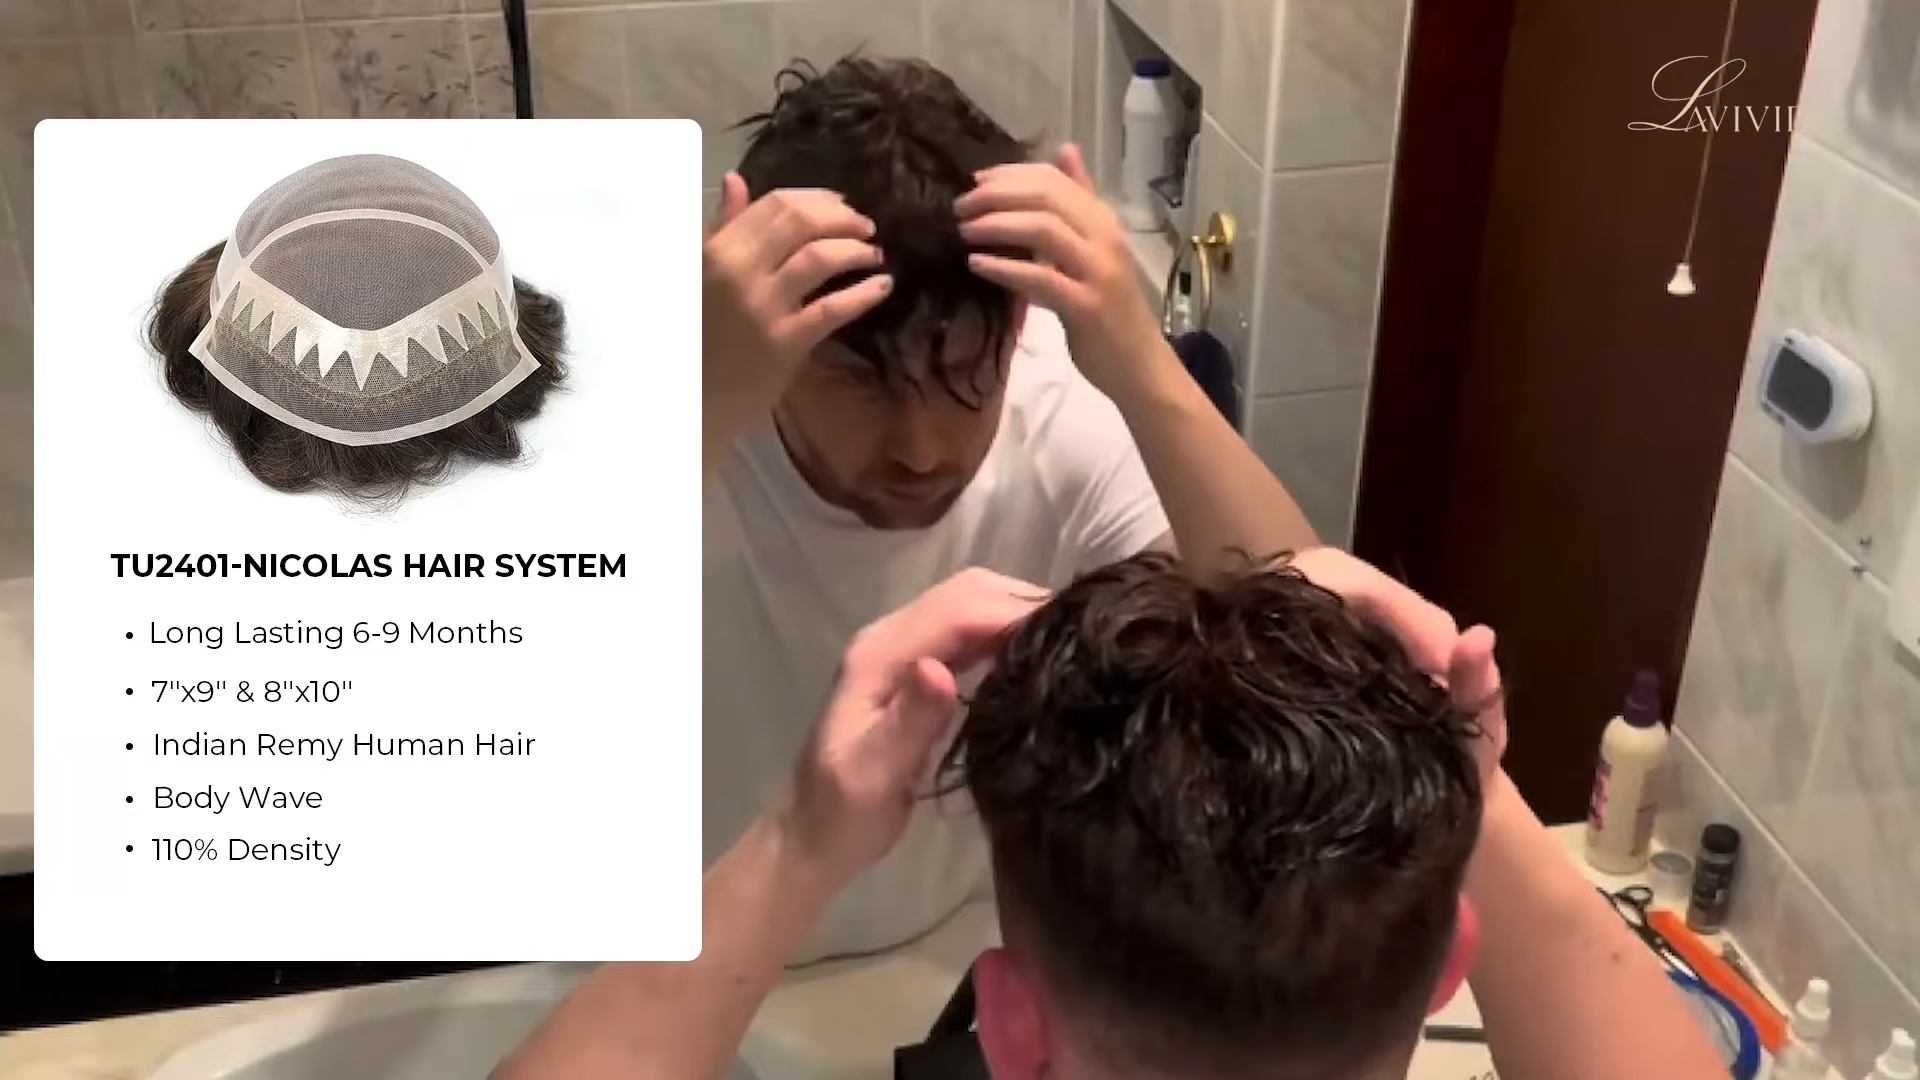 LAVIVIE
TU2401-NICOLAS HAIR SYSTEM
• Long Lasting 6-9 Months
• 7"x9" & 8"x10"
• Indian Remy Human Hair
• Body Wave
• 110% Density